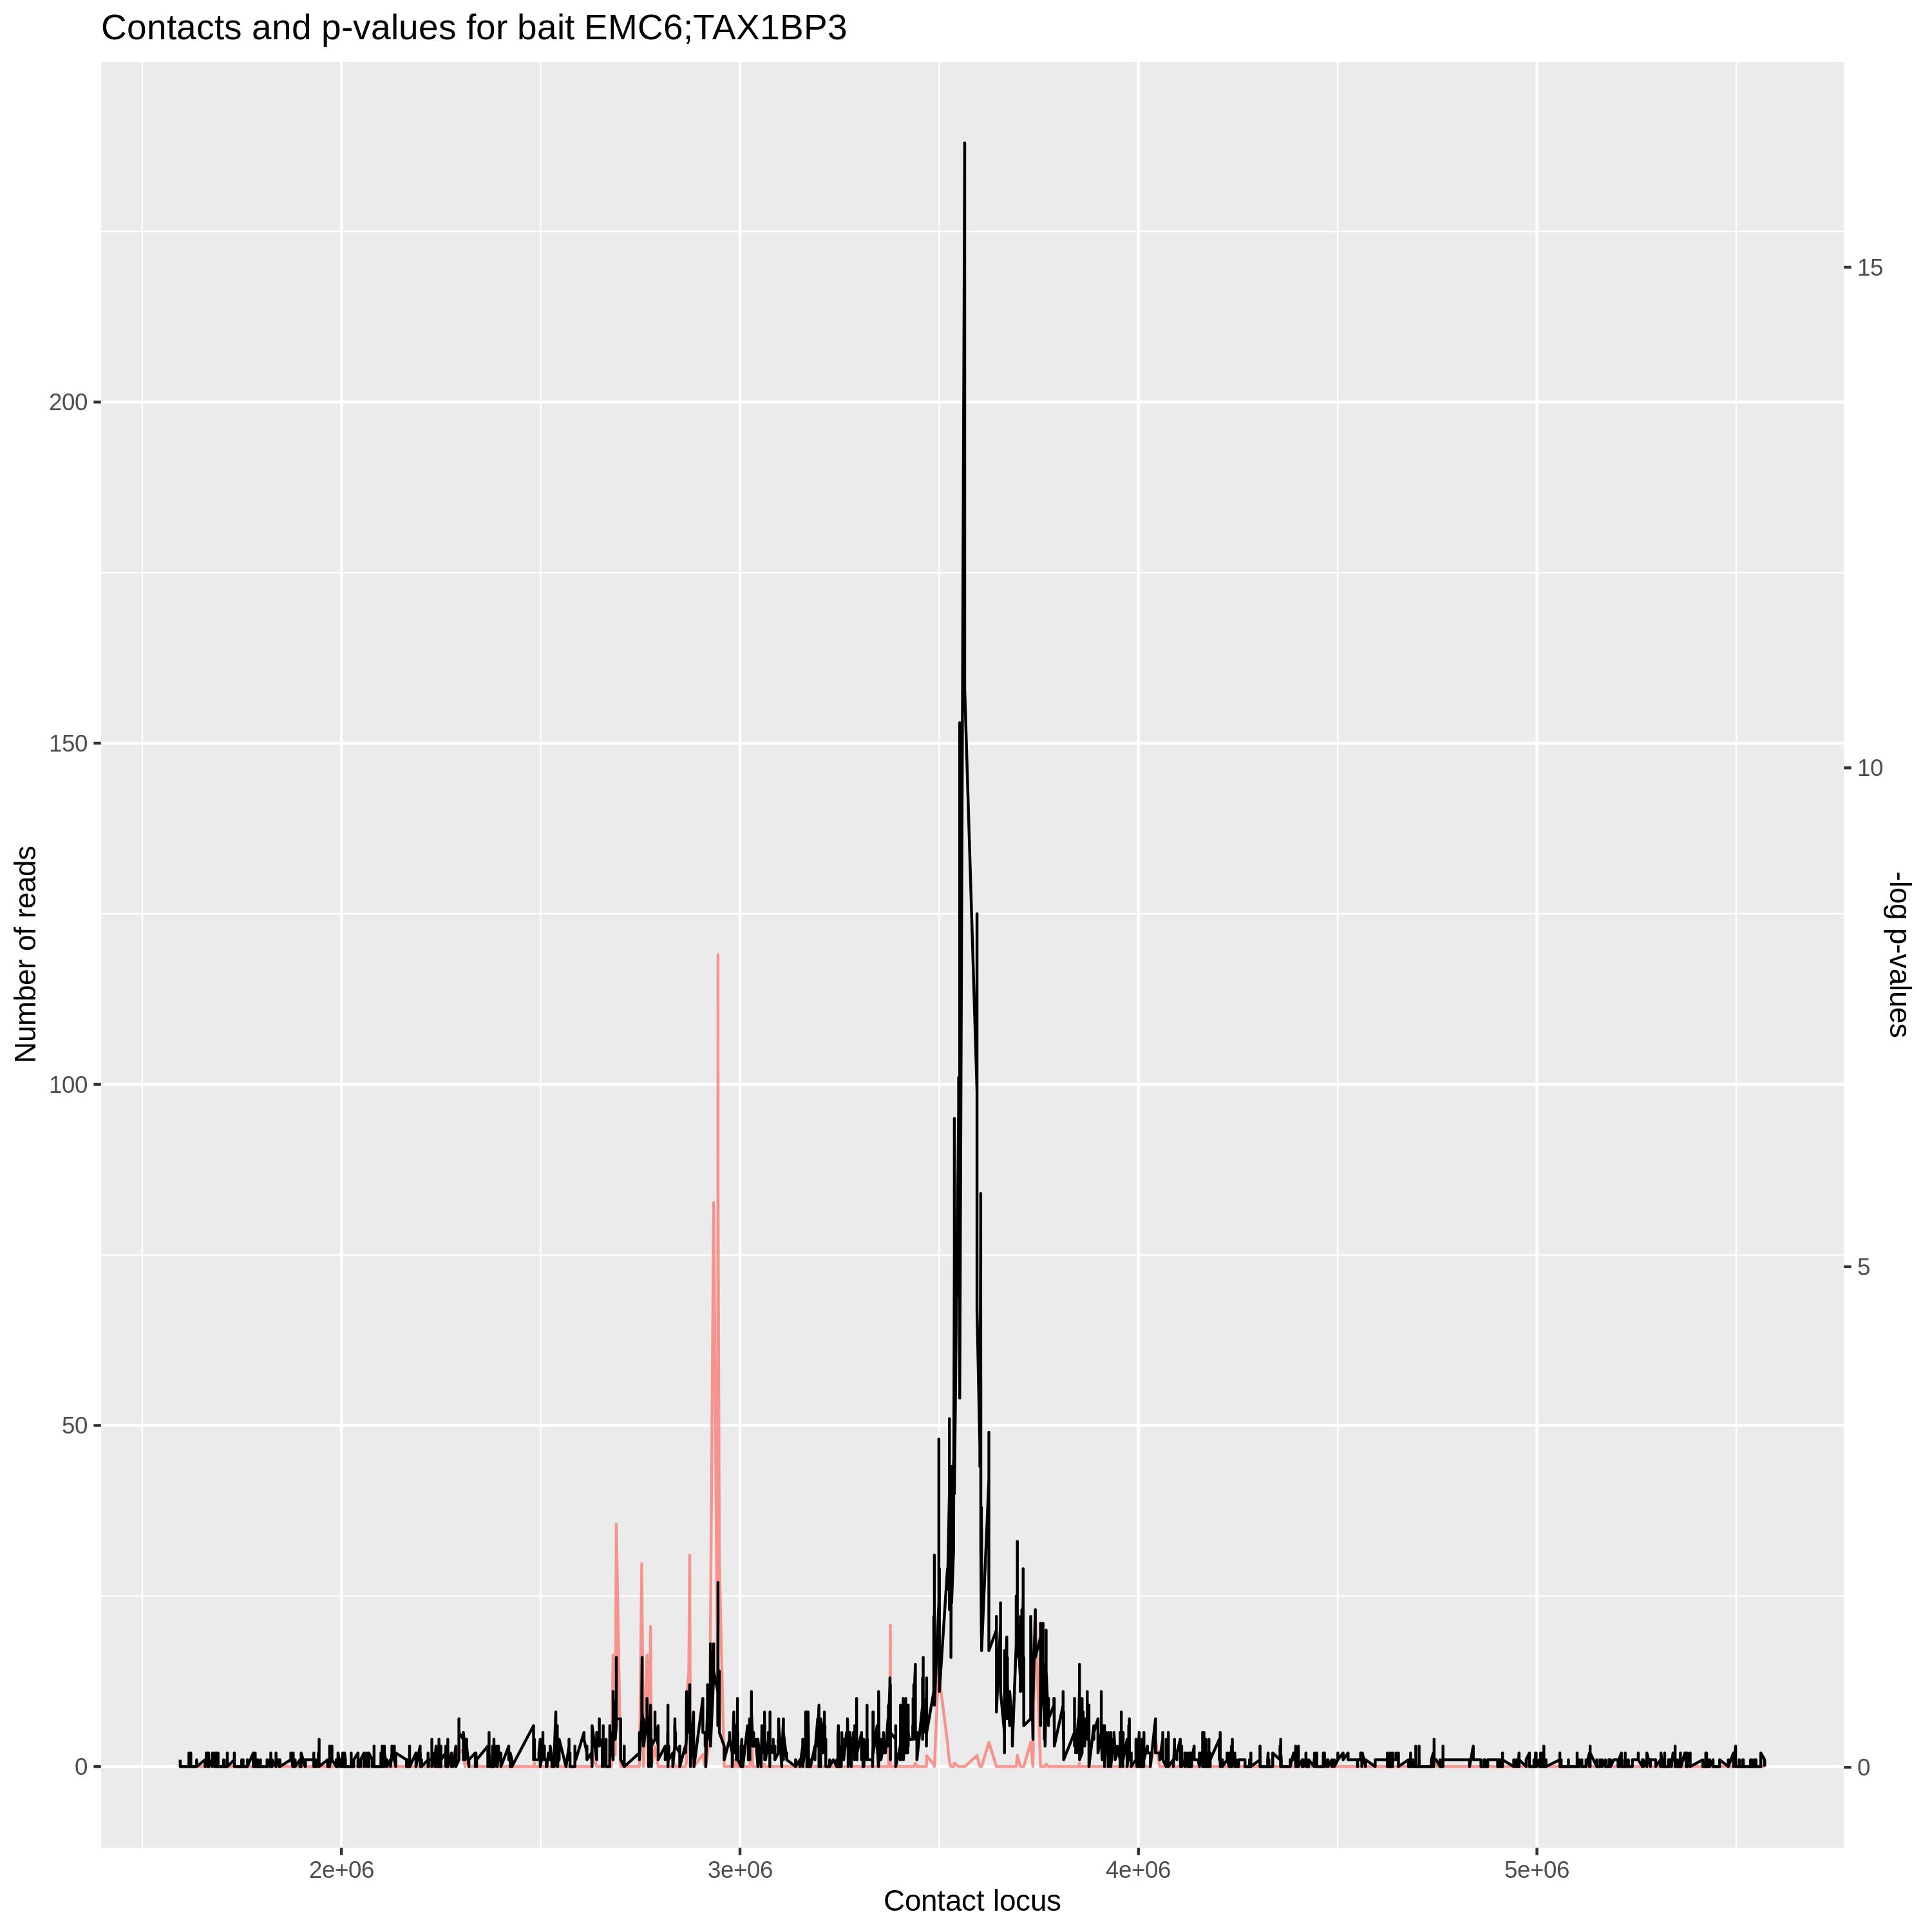 Contacts and p-values for bait EMC6;TAX1BP3
Number of reads
200
150
100
50
0
15
10
5
0
-log p-values
2e+06 3e+06 4e+06 5e+06
Contact locus